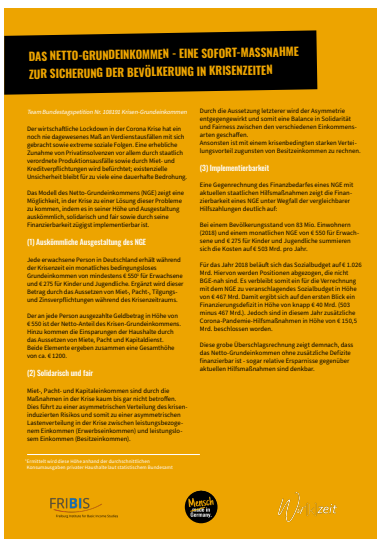 DAS NETTO-GRUNDEINKOMMEN - EINE SOFORT-MASSNAHME
ZUR SICHERUNG DER BEVÖLKERUNG IN KRISENZEITEN
Team Bundestagspetition Nr. 108191 Krisen-Grundeinkommen
Der wirtschaftliche Lockdown in der Corona Krise hat ein
noch nie dagewesenes Maß an Verdienstausfällen mit sich
gebracht sowie extreme soziale Folgen. Eine erhebliche
Zunahme von Privatinsolvenzen vor allem durch staatlich
verordnete Produktionsausfälle sowie durch Miet- und
Kreditverpflichtungen wird befürchtet; existenzielle
Unsicherheit bleibt für zu viele eine dauerhafte Bedrohung.
Das Modell des Netto-Grundeinkommens (NGE) zeigt eine
Möglichkeit, in der Krise zu einer Lösung dieser Probleme
zu kommen, indem es in seiner Höhe und Ausgestaltung
auskömmlich, solidarisch und fair sowie durch seine
Finanzierbarkeit zügigst implementierbar ist.
(1) Auskömmliche Ausgestaltung des NGE
Jede erwachsene Person in Deutschland erhält während
der Krisenzeit ein monatliches bedingungsloses
Grundeinkommen von mindestens € 550¹ für Erwachsene
und € 275 für Kinder und Jugendliche. Ergänzt wird dieser
Betrag durch das Aussetzen von Miet-, Pacht-, Tilgungs-
und Zinsverpflichtungen während des Krisenzeitraums.
Der an jede Person ausgezahlte Geldbetrag in Höhe von
€ 550 ist der Netto-Anteil des Krisen-Grundeinkommens.
Hinzu kommen die Einsparungen der Haushalte durch
das Aussetzen von Miete, Pacht und Kapitaldienst.
Beide Elemente ergeben zusammen eine Gesamthöhe
von ca. € 1200.
(2) Solidarisch und fair
Miet-, Pacht- und Kapitaleinkommen sind durch die
Maßnahmen in der Krise kaum bis gar nicht betroffen.
Dies führt zu einer asymmetrischen Verteilung des krisen-
induzierten Risikos und somit zu einer asymmetrischen
Lastenverteilung in der Krise zwischen leistungsbezoge-
nem Einkommen (Erwerbseinkommen) und leistungslo-
sem Einkommen (Besitzeinkommen).
Durch die Aussetzung letzterer wird der Asymmetrie
entgegengewirkt und somit eine Balance in Solidarität
und Fairness zwischen den verschiedenen Einkommens-
arten geschaffen.
Ansonsten ist mit einem krisenbedingten starken Vertei-
lungsvorteil zugunsten von Besitzeinkommen zu rechnen.
(3) Implementierbarkeit
Eine Gegenrechnung des Finanzbedarfes eines NGE mit
aktuellen staatlichen Hilfsmaßnahmen zeigt die Finan-
zierbarkeit eines NGE unter Wegfall der vergleichbarer
Hilfszahlungen deutlich auf:
Bei einem Bevölkerungsstand von 83 Mio. Einwohnern
(2018) und einem monatlichen NGE von € 550 für Erwach-
sene und € 275 für Kinder und Jugendliche summieren
sich die Kosten auf € 503 Mrd. pro Jahr.
Für das Jahr 2018 beläuft sich das Sozialbudget auf € 1.026
Mrd. Hiervon werden Positionen abgezogen, die nicht
BGE-nah sind. Es verbleibt somit ein für die Verrechnung
mit dem NGE zu veranschlagendes Sozialbudget in Höhe
von € 467 Mrd. Damit ergibt sich auf den ersten Blick ein
Finanzierungsdefizit in Höhe von knapp € 40 Mrd. (503
minus 467 Mrd.). Jedoch sind in diesem Jahr zusätzliche
Corona-Pandemie-Hilfsmaßnahmen in Höhe von € 150,5
Mrd. beschlossen worden.
Diese grobe Überschlagsrechnung zeigt demnach, dass
das Netto-Grundeinkommen ohne zusätzliche Defizite
finanzierbar ist - sogar relative Ersparnisse gegenüber
aktuellen Hilfsmaßnahmen sind denkbar.
FRIBIS
Freiburg Institute for Basic Income Studies
Mensch
made in
Germany.